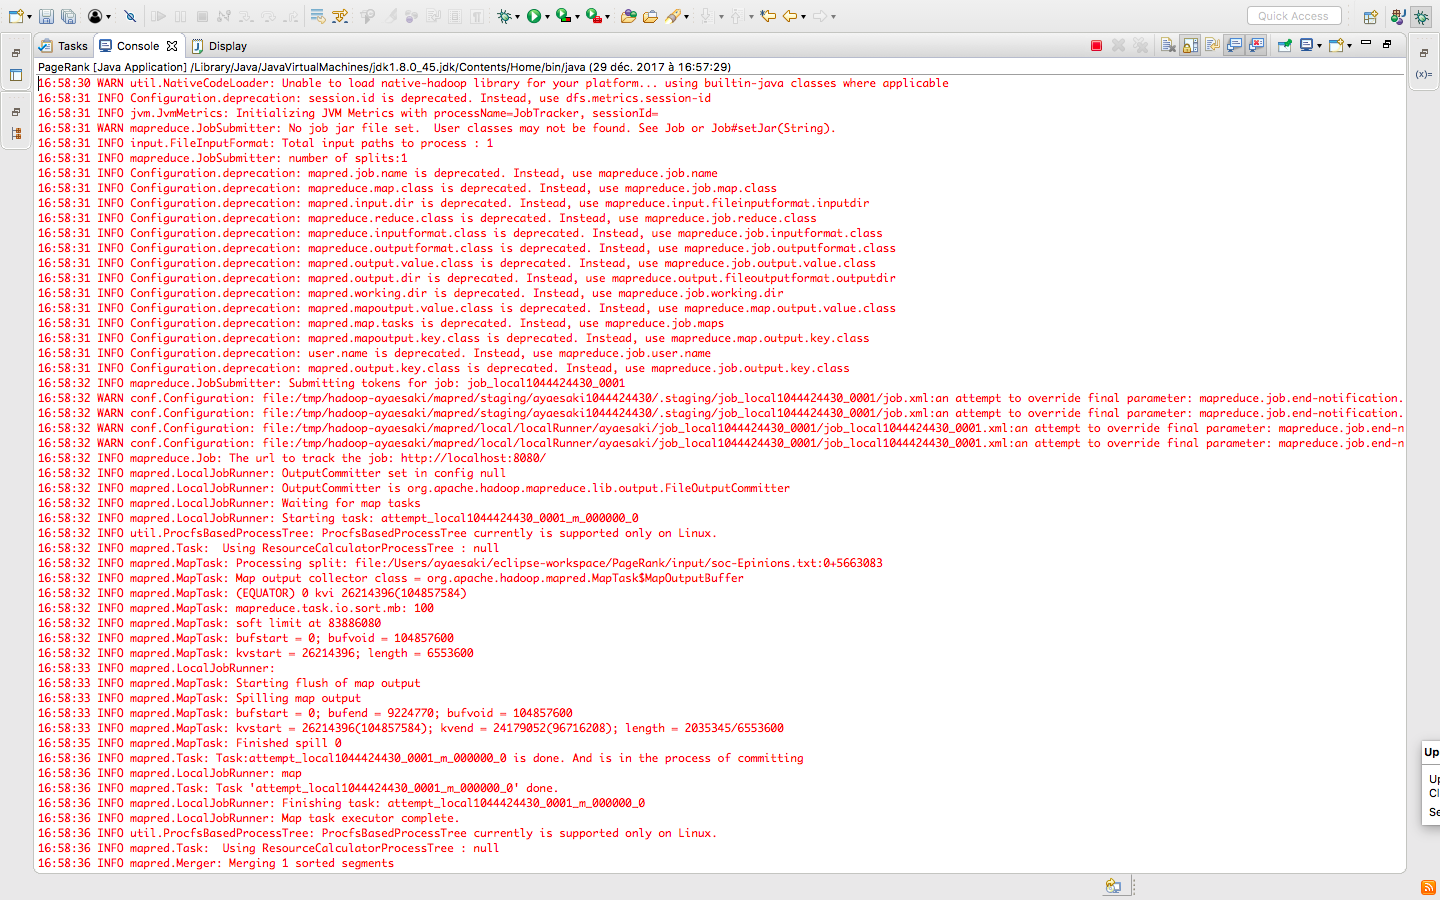 Quick Access
Tasks
Console
Display
PageRank [Java Application] /Library/Java/JavaVirtualMachines/jdk1.8.0_45.jdk/Contents/Home/bin/java (29 déc. 2017 à 16:57:29)
16:58:30 WARN util.NativeCodeLoader: Unable to load native-hadoop library for your platform... using builtin-java classes where applicable
16:58:31 INFO Configuration.deprecation: session.id is deprecated. Instead, use dfs.metrics.session-id
16:58:31 INFO jvm.JvmMetrics: Initializing JVM Metrics with processName=JobTracker, sessionId=
16:58:31 WARN mapreduce.JobSubmitter: No job jar file set.  User classes may not be found. See Job or Job#setJar(String).
16:58:31 INFO input.FileInputFormat: Total input paths to process : 1
16:58:31 INFO mapreduce.JobSubmitter: number of splits:1
16:58:31 INFO Configuration.deprecation: mapred.job.name is deprecated. Instead, use mapreduce.job.name
16:58:31 INFO Configuration.deprecation: mapreduce.map.class is deprecated. Instead, use mapreduce.job.map.class
16:58:31 INFO Configuration.deprecation: mapred.input.dir is deprecated. Instead, use mapreduce.input.fileinputformat.inputdir
16:58:31 INFO Configuration.deprecation: mapreduce.reduce.class is deprecated. Instead, use mapreduce.job.reduce.class
16:58:31 INFO Configuration.deprecation: mapreduce.inputformat.class is deprecated. Instead, use mapreduce.job.inputformat.class
16:58:31 INFO Configuration.deprecation: mapreduce.outputformat.class is deprecated. Instead, use mapreduce.job.outputformat.class
16:58:31 INFO Configuration.deprecation: mapred.output.value.class is deprecated. Instead, use mapreduce.job.output.value.class
16:58:31 INFO Configuration.deprecation: mapred.output.dir is deprecated. Instead, use mapreduce.output.fileoutputformat.outputdir
16:58:31 INFO Configuration.deprecation: mapred.working.dir is deprecated. Instead, use mapreduce.job.working.dir
16:58:31 INFO Configuration.deprecation: mapred.mapoutput.value.class is deprecated. Instead, use mapreduce.map.output.value.class
16:58:31 INFO Configuration.deprecation: mapred.map.tasks is deprecated. Instead, use mapreduce.job.maps
16:58:31 INFO Configuration.deprecation: mapred.mapoutput.key.class is deprecated. Instead, use mapreduce.map.output.key.class
16:58:31 INFO Configuration.deprecation: user.name is deprecated. Instead, use mapreduce.job.user.name
16:58:31 INFO Configuration.deprecation: mapred.output.key.class is deprecated. Instead, use mapreduce.job.output.key.class
16:58:32 INFO mapreduce.JobSubmitter: Submitting tokens for job: job_local1044424430_0001
16:58:32 WARN conf.Configuration: file:/tmp/hadoop-ayaesaki/mapred/staging/ayaesaki1044424430/.staging/job_local1044424430_0001/job.xml:an attempt to override final parameter: mapreduce.job.end-notification.
16:58:32 WARN conf.Configuration: file:/tmp/hadoop-ayaesaki/mapred/staging/ayaesaki1044424430/.staging/job_local1044424430_0001/job.xml:an attempt to override final parameter: mapreduce.job.end-notification.
16:58:32 WARN conf.Configuration: file:/tmp/hadoop-ayaesaki/mapred/local/localRunner/ayaesaki/job_local1044424430_0001/job_local1044424430_0001.xml:an attempt to override final parameter: mapreduce.job.end-n
16:58:32 WARN conf.Configuration: file:/tmp/hadoop-ayaesaki/mapred/local/localRunner/ayaesaki/job_local1044424430_0001/job_local1044424430_0001.xml:an attempt to override final parameter: mapreduce.job.end-n
16:58:32 INFO mapreduce.Job: The url to track the job: http://localhost:8080/
16:58:32 INFO mapred.LocalJobRunner: OutputCommitter set in config null
16:58:32 INFO mapred.LocalJobRunner: OutputCommitter is org.apache.hadoop.mapreduce.lib.output.FileOutputCommitter
16:58:32 INFO mapred.LocalJobRunner: Waiting for map tasks
16:58:32 INFO mapred.LocalJobRunner: Starting task: attempt_local1044424430_0001_m_000000_0
16:58:32 INFO util.ProcfsBasedProcessTree: ProcfsBasedProcessTree currently is supported only on Linux.
16:58:32 INFO mapred.Task:  Using ResourceCalculatorProcessTree : null
16:58:32 INFO mapred.MapTask: Processing split: file:/Users/ayaesaki/eclipse-workspace/PageRank/input/soc-Epinions.txt:0+5663083
16:58:32 INFO mapred.MapTask: Map output collector class = org.apache.hadoop.mapred.MapTask$MapOutputBuffer
16:58:32 INFO mapred.MapTask: (EQUATOR) 0 kvi 26214396(104857584)
16:58:32 INFO mapred.MapTask: mapreduce.task.io.sort.mb: 100
16:58:32 INFO mapred.MapTask: soft limit at 83886080
16:58:32 INFO mapred.MapTask: bufstart = 0; bufvoid = 104857600
16:58:32 INFO mapred.MapTask: kvstart = 26214396; length = 6553600
16:58:33 INFO mapred.LocalJobRunner:
16:58:33 INFO mapred.MapTask: Starting flush of map output
16:58:33 INFO mapred.MapTask: Spilling map output
16:58:33 INFO mapred.MapTask: bufstart = 0; bufend = 9224770; bufvoid = 104857600
16:58:33 INFO mapred.MapTask: kvstart = 26214396(104857584); kvend = 24179052(96716208); length = 2035345/6553600
16:58:35 INFO mapred.MapTask: Finished spill 0
16:58:36 INFO mapred.Task: Task:attempt_local1044424430_0001_m_000000_0 is done. And is in the process of committing
16:58:36 INFO mapred.LocalJobRunner: map
16:58:36 INFO mapred.Task: Task 'attempt_local1044424430_0001_m_000000_0' done.
16:58:36 INFO mapred.LocalJobRunner: Finishing task: attempt_local1044424430_0001_m_000000_0
16:58:36 INFO mapred.LocalJobRunner: Map task executor complete.
16:58:36 INFO util.ProcfsBasedProcessTree: ProcfsBasedProcessTree currently is supported only on Linux.
16:58:36 INFO mapred.Task:  Using ResourceCalculatorProcessTree : null
16:58:36 INFO mapred.Merger: Merging 1 sorted segments
(x)=
Up
Up
Cl
Se